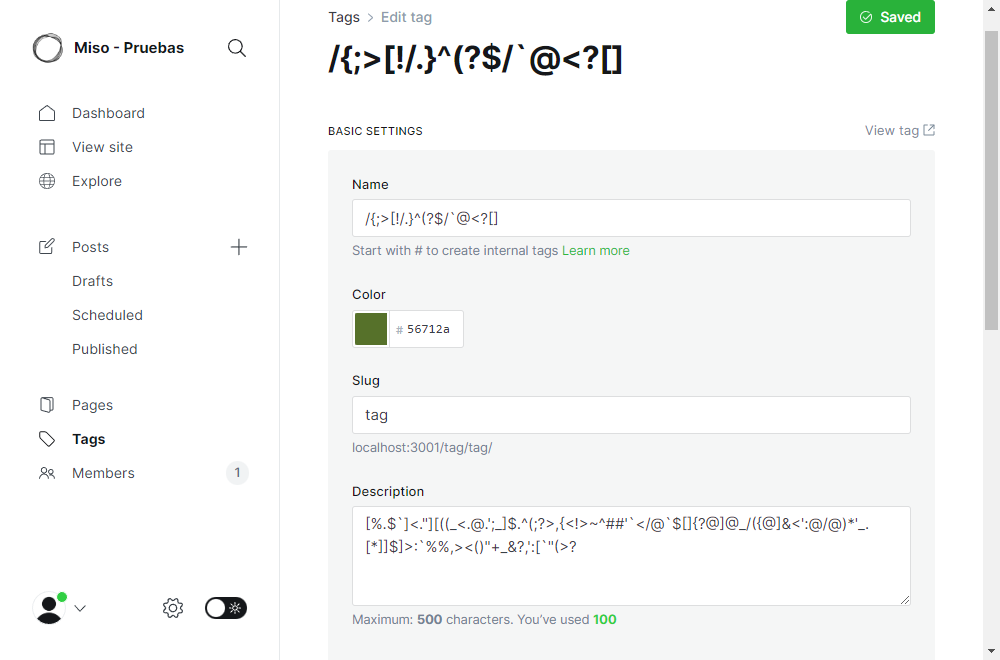 Miso - Pruebas
Dashboard
View site
Explore
Posts
Drafts
Scheduled
Published
Pages
Tags
Members 1
Tags > Edit tag
Saved
/{;>[!/.}^(?$/`@<?[]
BASIC SETTINGS
View tag
Name
/{;>[!/.}^(?$/`@<?[]
Start with # to create internal tags Learn more
Color
# 56712a
Slug
tag
localhost:3001/tag/tag/
Description
[%.$`]<."][((_<.@.';_]$.^(;?>,{<!>~^##'`</@`$[]{?@]@_/({@]&<':@/@)*'_.
[*]]$]>:`%%,><()"+_&?,':[`"(>?
Maximum: 500 characters. You've used 100